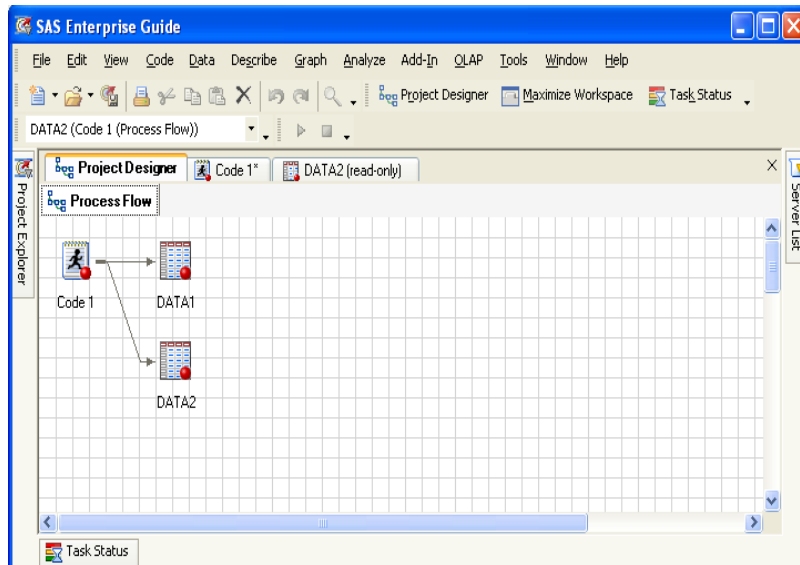 SAS Enterprise Guide
File Edit View Code Data Describe Graph Analyze Add-In OLAP Tools Window Help
Project Designer Maximize Workspace Task Status
DATA2 (Code 1 (Process Flow))
Project Designer Code 1* DATA2 (read-only)
Process Flow
Project Explorer
Server List
Code 1 DATA1
DATA2
Task Status